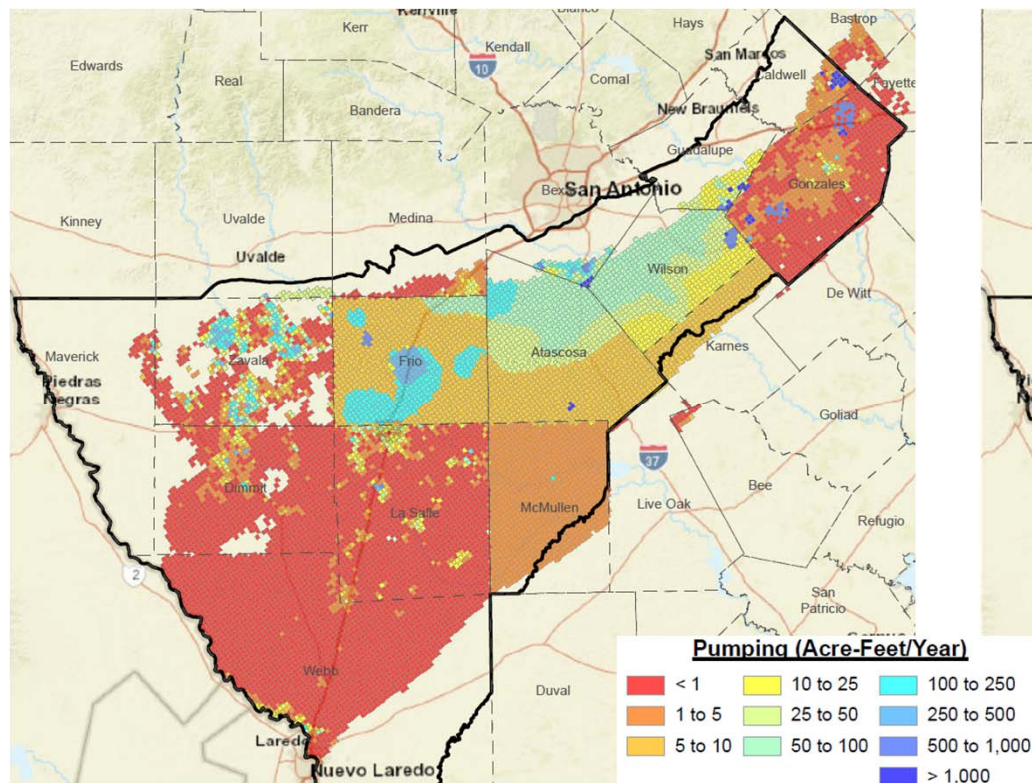 Kerrville
Blanco
Bastrop
Kerr
Hays
Kendall
San Marcos
Edwards
Real
10
Caldwell
Comal
Fayette
Bandera
New Braunfels
Guadalupe
Gonzales
Bex
San Antonio
Kinney
Uvalde
Medina
Uvalde
Wilson
De Witt
Maverick
Zavala
Frio
Atascosa
Karnes
Piedras
Negras
Goliad
37
Dimmit
La Salle
McMullen
Live Oak
Bee
Refugio
2
San
Patricio
Webb
Duval
Laredo
Nuevo Laredo
Pumping (Acre-Feet/Year)
< 1
10 to 25
100 to 250
1 to 5
25 to 50
250 to 500
5 to 10
50 to 100
500 to 1,000
> 1,000